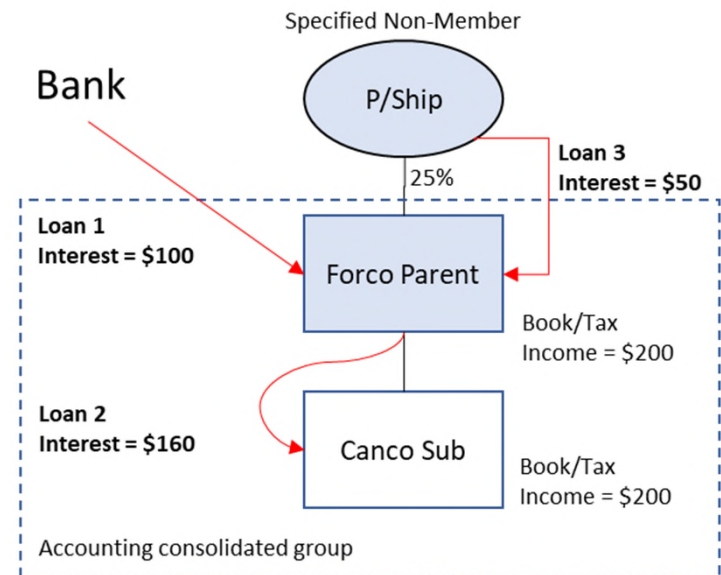 Specified Non-Member
Bank
P/Ship
Loan 3
Interest = $50
25%
Loan 1
Interest = $100
Forco Parent
Book/Tax
Income = $200
Loan 2
Interest = $160
Canco Sub
Book/Tax
Income = $200
Accounting consolidated group